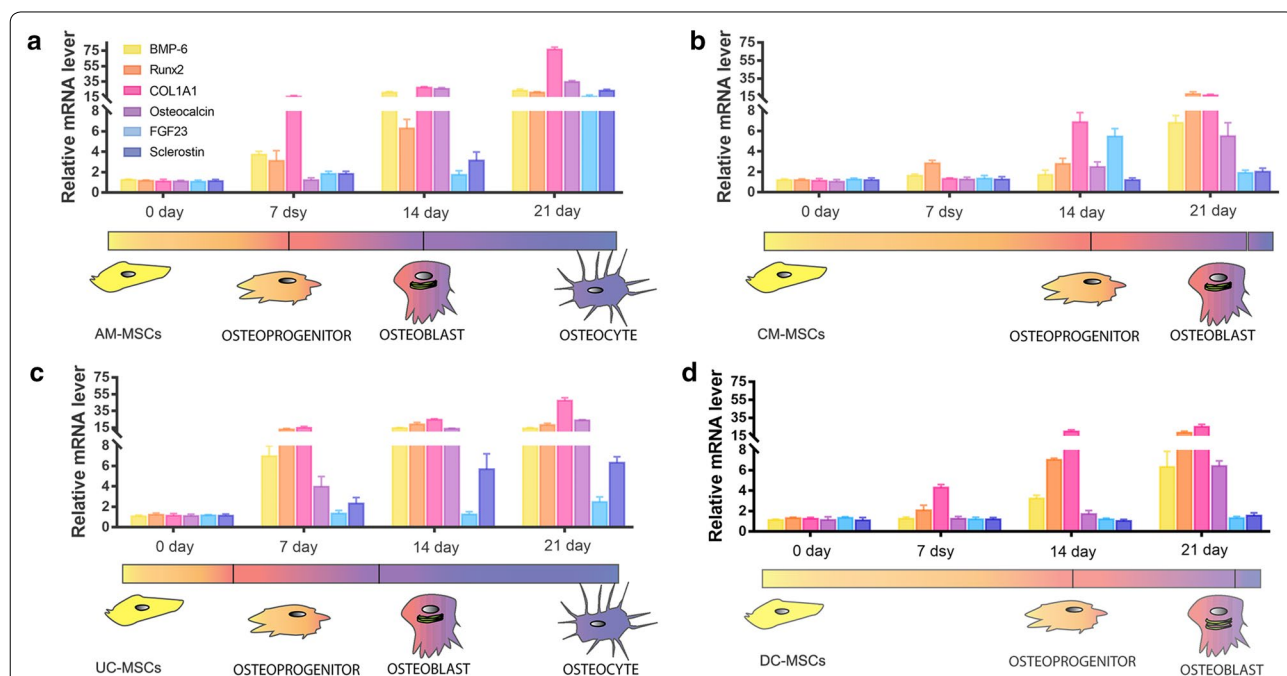 a
Relative mRNA lever
75
55
35
15
8
6
4
2
0
BMP-6
Runx2
COL1A1
Osteocalcin
FGF23
Sclerostin
0 day 7 dsy 14 day 21 day
AM-MSCs OSTEOPROGENITOR OSTEOBLAST OSTEOCYTE
b
Relative mRNA lever
75
55
35
15
8
6
4
2
0
0 day 7 dsy 14 day 21 day
CM-MSCs OSTEOPROGENITOR OSTEOBLAST
c
Relative mRNA lever
75
55
35
15
8
6
4
2
0
0 day 7 day 14 day 21 day
UC-MSCs OSTEOPROGENITOR OSTEOBLAST OSTEOCYTE
d
Relative mRNA lever
75
55
35
15
8
6
4
2
0
0 day 7 dsy 14 day 21 day
DC-MSCs OSTEOPROGENITOR OSTEOBLAST